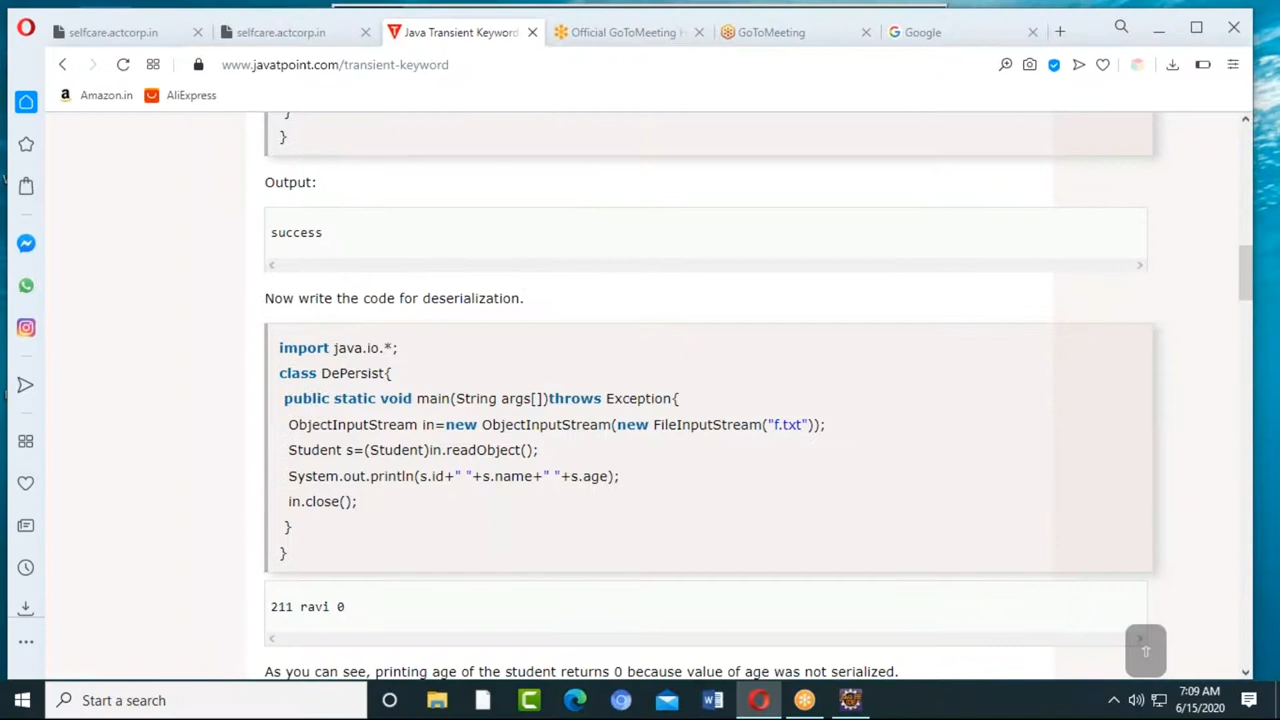 selfcare.actcorp.in
selfcare.actcorp.in
Java Transient Keyword
Official GoToMeeting
GoToMeeting
Google
www.javatpoint.com/transient-keyword
Amazon.in
AliExpress
}
}
Output:
success
Now write the code for deserialization.
import java.io.*;
class DePersist{
public static void main(String args[])throws Exception{
ObjectInputStream in=new ObjectInputStream(new FileInputStream("f.txt"));
Student s=(Student)in.readObject();
System.out.println(s.id+" "+s.name+" "+s.age);
in.close();
}
}
211 ravi 0
As you can see, printing age of the student returns 0 because value of age was not serialized.
Start a search
7:09 AM
6/15/2020